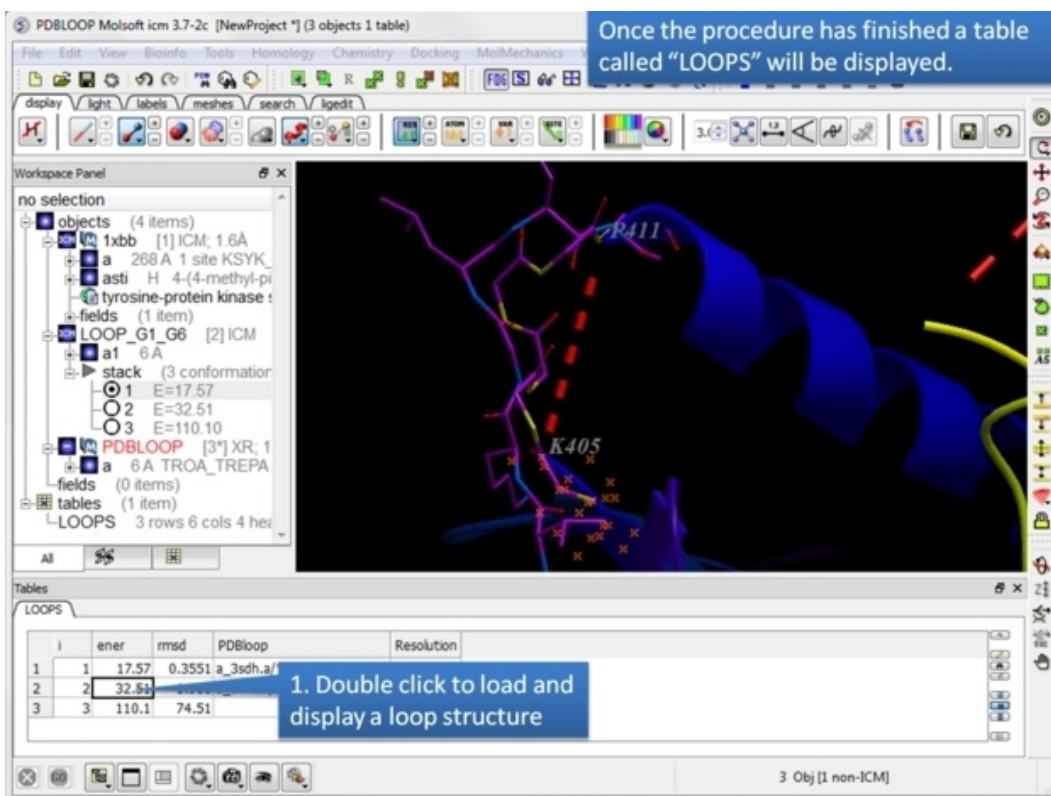 PDBLOOP Molsoft icm 3.7-2c [NewProject *] (3 objects 1 table)
Once the procedure has finished a table
called “LOOPS” will be displayed.
File Edit View Bioinfo Tools Homology Chemistry Docking MolMechanics
display light labels meshes search ligedit
Workspace Panel
no selection
objects (4 items)
1xbb [1] ICM; 1.6Å
a 268 A 1 site KSYK_
asti H 4-(4-methyl-pi
tyrosine-protein kinase
fields (1 item)
LOOP_G1_G6 [2] ICM
a1 6 A
stack (3 conformation
1 E=17.57
2 E=32.51
3 E=110.10
PDBLOOP [3*] XR; 1
a 6 A TROA_TREPA
fields (0 items)
tables (1 item)
LOOPS 3 rows 6 cols 4 hea
All
R411
K405
Tables
LOOPS
i ener rmsd PDBloop Resolution
1 1 17.57 0.3551 a_3sdh.a/
2 2 32.51
3 3 110.1 74.51
1. Double click to load and
display a loop structure
3 Obj [1 non-ICM]